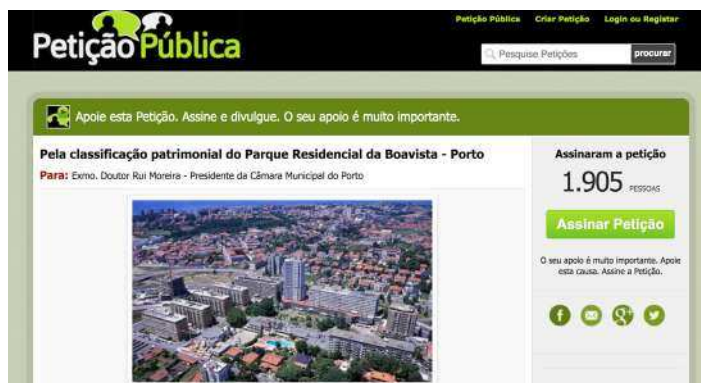 Petição Pública Criar Petição Login ou Registar
PetiçãoPública
Pesquise Petições procurar
Apoie esta Petição. Assine e divulgue. O seu apoio é muito importante.
Pela classificação patrimonial do Parque Residencial da Boavista - Porto
Para: Exmo. Doutor Rui Moreira - Presidente da Câmara Municipal do Porto
Assinaram a petição
1.905 PESSOAS
Assinar Petição
O seu apoio é muito importante. Apoie
esta causa. Assine a Petição.